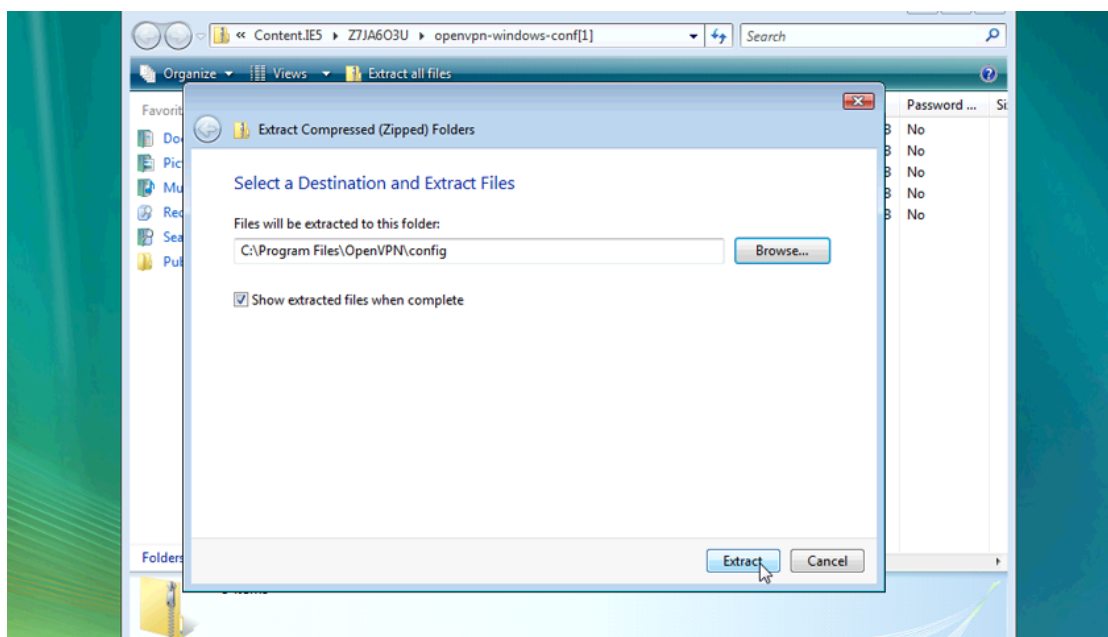 « Content.IE5 ▸ Z7JA6O3U ▸ openvpn-windows-conf[1]
Search
Organize Views Extract all files
Password ...
Extract Compressed (Zipped) Folders
No
No
Select a Destination and Extract Files
No
No
Files will be extracted to this folder:
No
C:\Program Files\OpenVPN\config Browse...
Show extracted files when complete
Folders
Extract Cancel